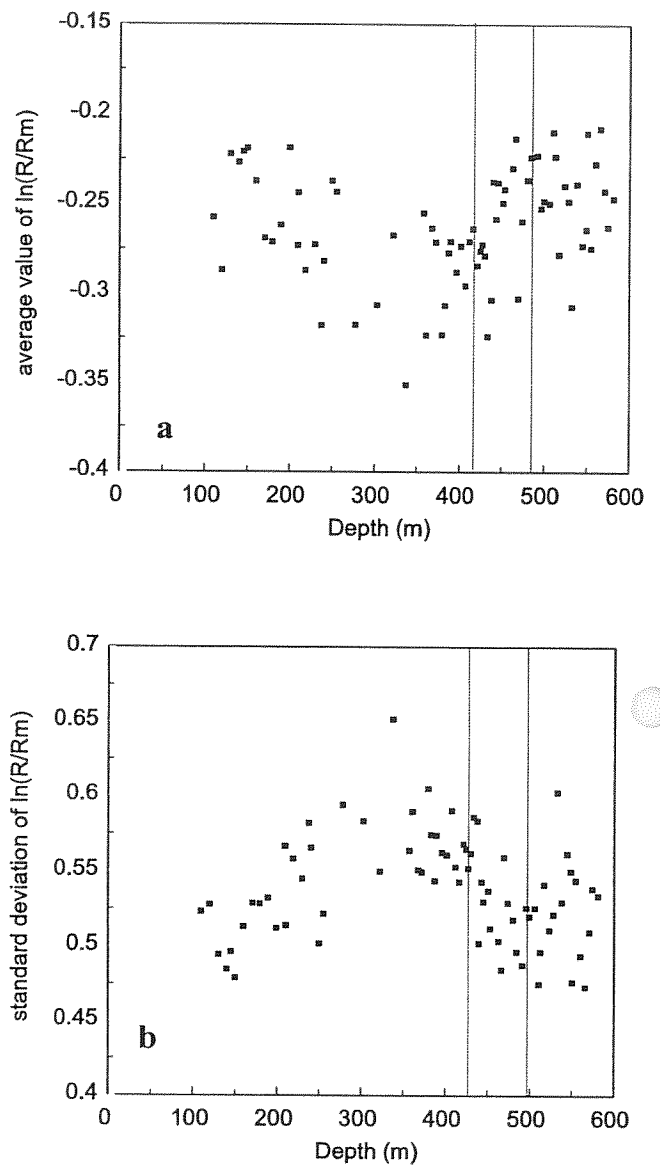 -0.15
-0.2
-0.25
-0.3
-0.35
-0.4
average value of ln(R/Rm)
a
0 100 200 300 400 500 600
Depth (m)
0.7
0.65
0.6
0.55
0.5
0.45
0.4
standard deviation of ln(R/Rm)
b
0 100 200 300 400 500 600
Depth (m)